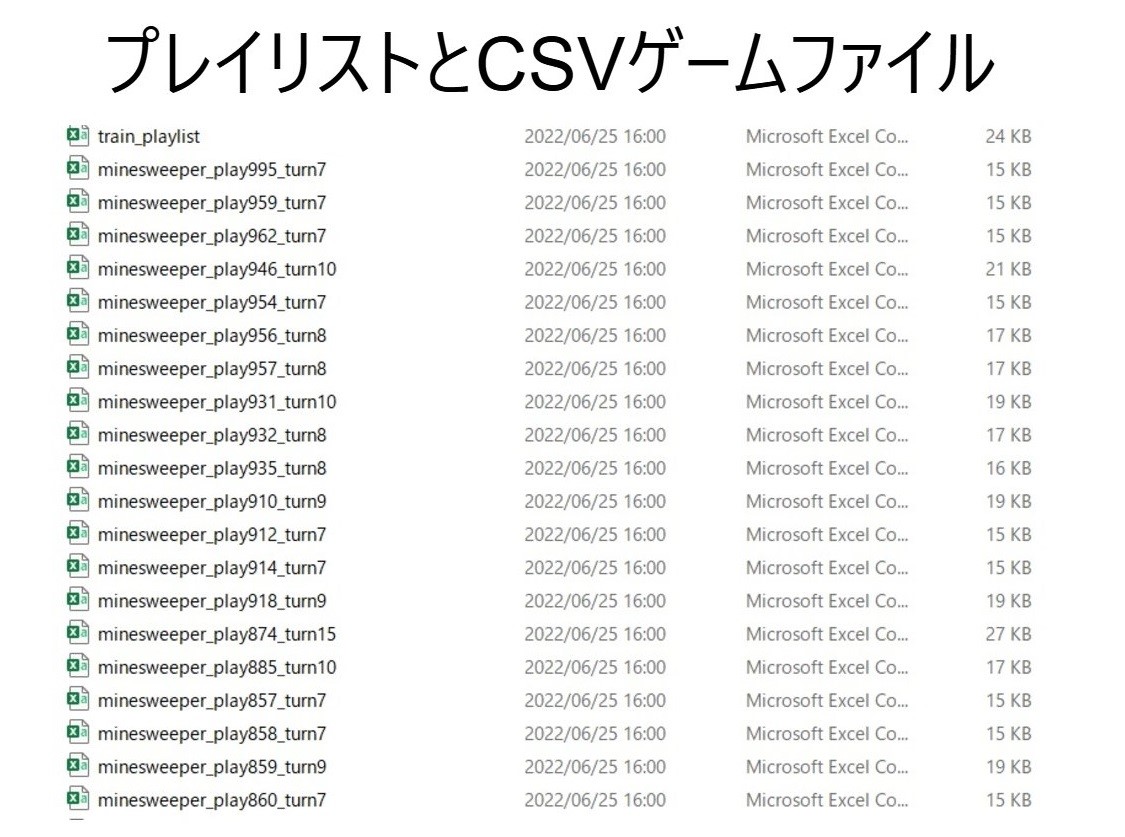 プレイリストとCSVゲームファイル
train_playlist 2022/06/25 16:00 Microsoft Excel Co... 24 KB
minesweeper_play995_turn7 2022/06/25 16:00 Microsoft Excel Co... 15 KB
minesweeper_play959_turn7 2022/06/25 16:00 Microsoft Excel Co... 15 KB
minesweeper_play962_turn7 2022/06/25 16:00 Microsoft Excel Co... 15 KB
minesweeper_play946_turn10 2022/06/25 16:00 Microsoft Excel Co... 21 KB
minesweeper_play954_turn7 2022/06/25 16:00 Microsoft Excel Co... 15 KB
minesweeper_play956_turn8 2022/06/25 16:00 Microsoft Excel Co... 17 KB
minesweeper_play957_turn8 2022/06/25 16:00 Microsoft Excel Co... 17 KB
minesweeper_play931_turn10 2022/06/25 16:00 Microsoft Excel Co... 19 KB
minesweeper_play932_turn8 2022/06/25 16:00 Microsoft Excel Co... 17 KB
minesweeper_play935_turn8 2022/06/25 16:00 Microsoft Excel Co... 16 KB
minesweeper_play910_turn9 2022/06/25 16:00 Microsoft Excel Co... 19 KB
minesweeper_play912_turn7 2022/06/25 16:00 Microsoft Excel Co... 15 KB
minesweeper_play914_turn7 2022/06/25 16:00 Microsoft Excel Co... 15 KB
minesweeper_play918_turn9 2022/06/25 16:00 Microsoft Excel Co... 19 KB
minesweeper_play874_turn15 2022/06/25 16:00 Microsoft Excel Co... 27 KB
minesweeper_play885_turn10 2022/06/25 16:00 Microsoft Excel Co... 17 KB
minesweeper_play857_turn7 2022/06/25 16:00 Microsoft Excel Co... 15 KB
minesweeper_play858_turn7 2022/06/25 16:00 Microsoft Excel Co... 15 KB
minesweeper_play859_turn9 2022/06/25 16:00 Microsoft Excel Co... 19 KB
minesweeper_play860_turn7 2022/06/25 16:00 Microsoft Excel Co... 15 KB